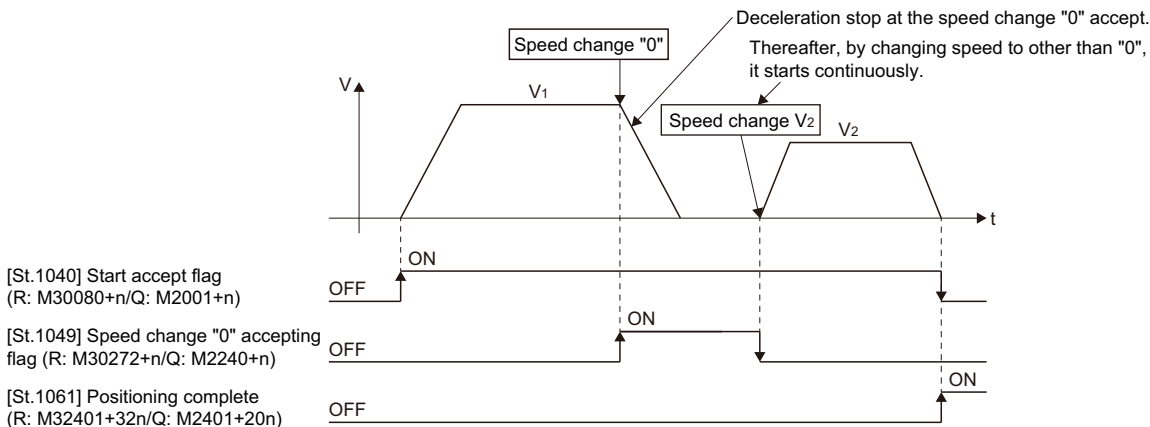 Deceleration stop at the speed change "0" accept.
Speed change "0"
Thereafter, by changing speed to other than "0",
it starts continuously.
V
V1
Speed change V2
V2
t
[St.1040] Start accept flag
(R: M30080+n/Q: M2001+n)
OFF
ON
[St.1049] Speed change "0" accepting
flag (R: M30272+n/Q: M2240+n)
OFF
ON
[St.1061] Positioning complete
(R: M32401+32n/Q: M2401+20n)
OFF
ON